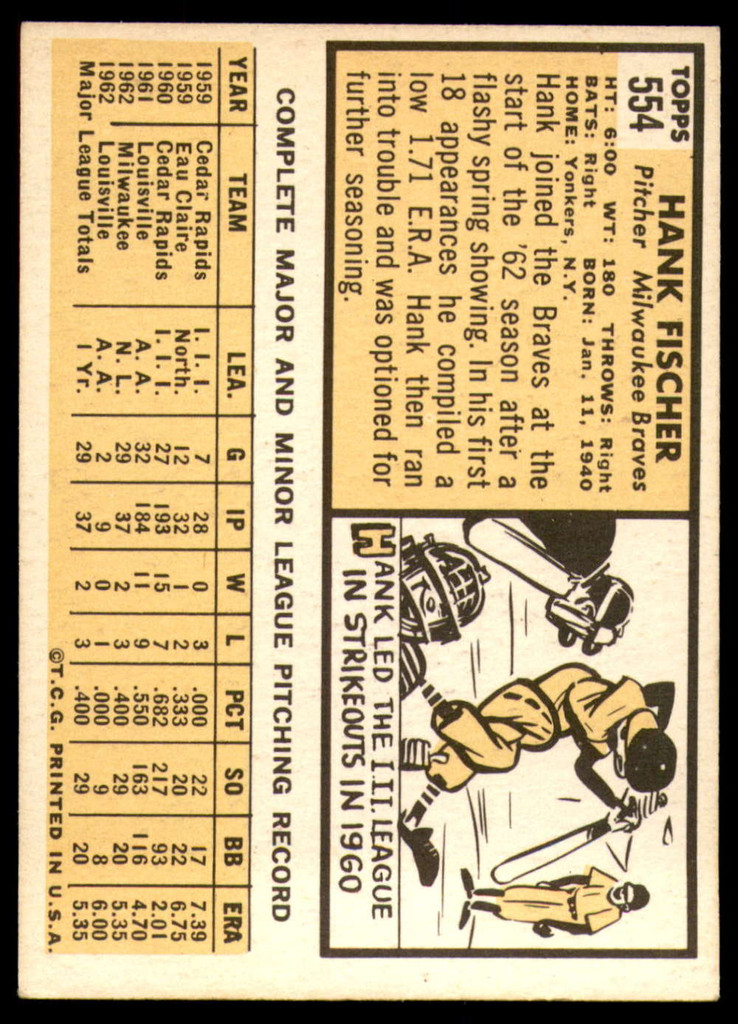 TOPPS
554
HANK FISCHER
Pitcher Milwaukee Braves
HT: 6:00 WT: 180 THROWS: Right
BATS: Right BORN: Jan. 11, 1940
HOME: Yonkers, N.Y.
Hank joined the Braves at the
start of the '62 season after a
flashy spring showing. In his first
18 appearances he compiled a
low 1.71 E.R.A. Hank then ran
into trouble and was optioned for
further seasoning.
HANK LED THE I.I.I. LEAGUE
IN STRIKEOUTS IN 1960
COMPLETE MAJOR AND MINOR LEAGUE PITCHING RECORD
YEAR TEAM LEA. G IP W L PCT SO BB ERA
1959 Cedar Rapids I. I. I. 7 28 0 3 .000 22 17 7.39
1959 Eau Claire North. 12 32 1 2 .333 20 22 6.75
1960 Cedar Rapids I. I. I. 27 193 15 7 .682 217 93 2.01
1961 Louisville A. A. 32 184 11 9 .550 163 116 4.70
1962 Milwaukee N. L. 29 37 2 3 .400 29 20 5.35
1962 Louisville A. A. 2 9 0 1 .000 9 8 6.00
Major League Totals 1 Yr. 29 37 2 3 .400 29 20 5.35
©T.C.G. PRINTED IN U.S.A.